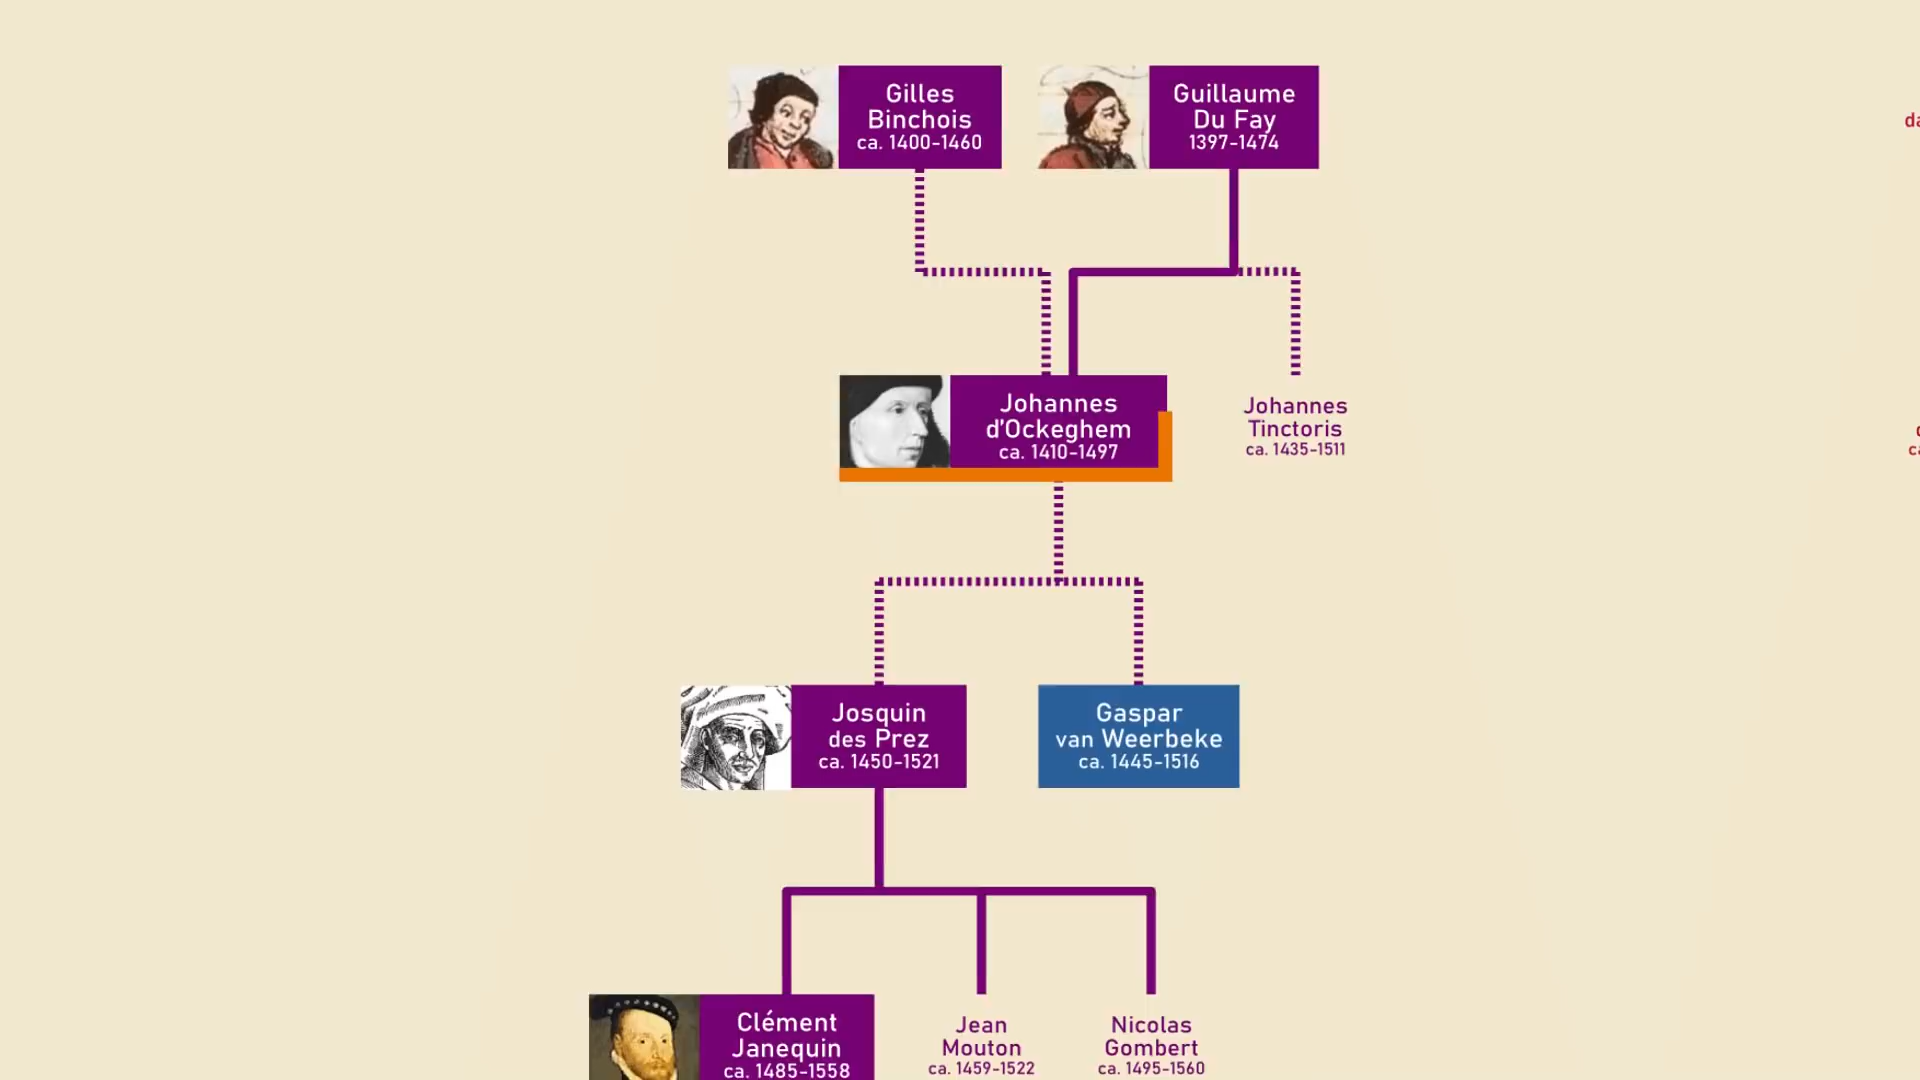 Gilles
Binchois
ca. 1400-1460
Guillaume
Du Fay
1397-1474
Johannes
d'Ockeghem
ca. 1410-1497
Johannes
Tinctoris
ca. 1435-1511
Josquin
des Prez
ca. 1450-1521
Gaspar
van Weerbeke
ca. 1445-1516
Clément
Janequin
ca. 1485-1558
Jean
Mouton
ca. 1459-1522
Nicolas
Gombert
ca. 1495-1560